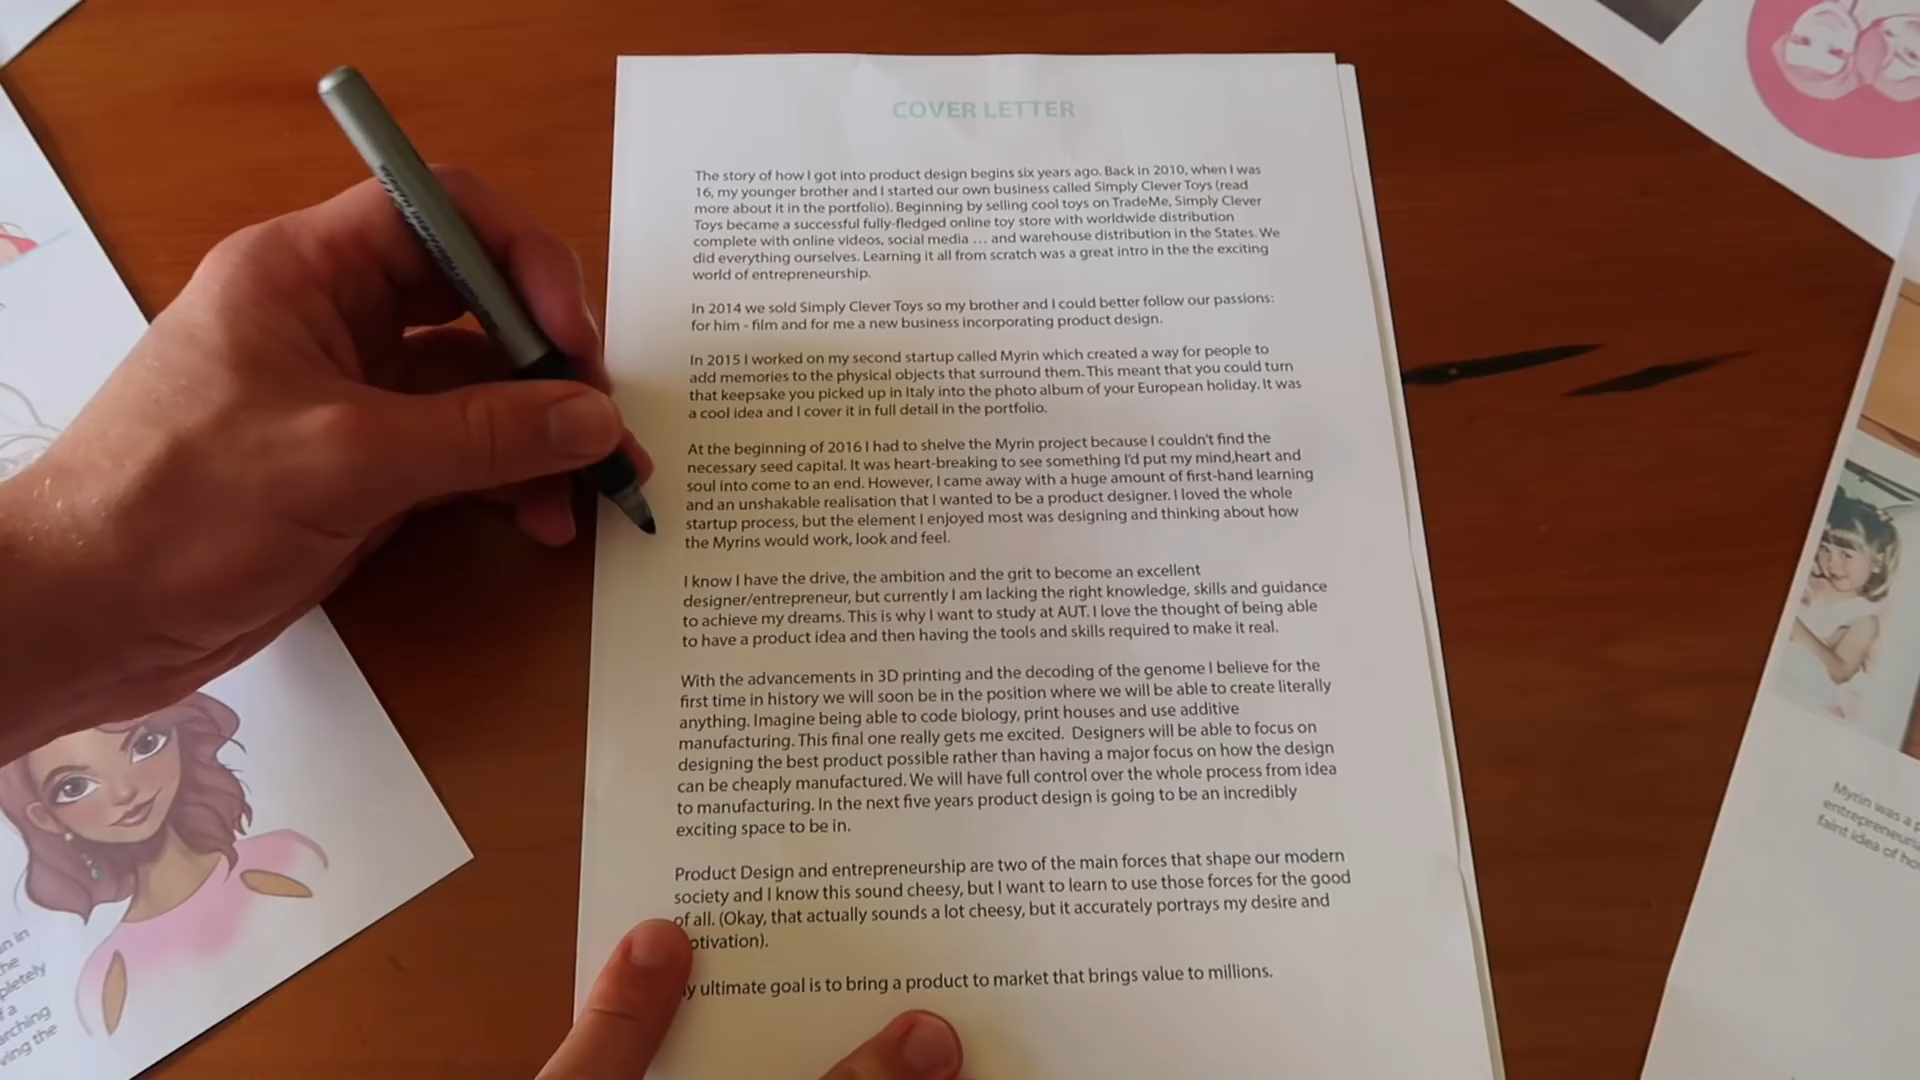 COVER LETTER
The story of how I got into product design begins six years ago. Back in 2010, when I was
16, my younger brother and I started our own business called Simply Clever Toys (read
more about it in the portfolio). Beginning by selling cool toys on TradeMe, Simply Clever
Toys became a successful fully-fledged online toy store with worldwide distribution
complete with online videos, social media ... and warehouse distribution in the States. We
did everything ourselves. Learning it all from scratch was a great intro in the the exciting
world of entrepreneurship.
In 2014 we sold Simply Clever Toys so my brother and I could better follow our passions:
for him - film and for me a new business incorporating product design.
In 2015 I worked on my second startup called Myrin which created a way for people to
add memories to the physical objects that surround them. This meant that you could turn
that keepsake you picked up in Italy into the photo album of your European holiday. It was
a cool idea and I cover it in full detail in the portfolio.
At the beginning of 2016 I had to shelve the Myrin project because I couldn't find the
necessary seed capital. It was heart-breaking to see something I'd put my mind,heart and
soul into come to an end. However, I came away with a huge amount of first-hand learning
and an unshakable realisation that I wanted to be a product designer. I loved the whole
startup process, but the element I enjoyed most was designing and thinking about how
the Myrins would work, look and feel.
I know I have the drive, the ambition and the grit to become an excellent
designer/entrepreneur, but currently I am lacking the right knowledge, skills and guidance
to achieve my dreams. This is why I want to study at AUT. I love the thought of being able
to have a product idea and then having the tools and skills required to make it real.
With the advancements in 3D printing and the decoding of the genome I believe for the
first time in history we will soon be in the position where we will be able to create literally
anything. Imagine being able to code biology, print houses and use additive
manufacturing. This final one really gets me excited. Designers will be able to focus on
designing the best product possible rather than having a major focus on how the design
can be cheaply manufactured. We will have full control over the whole process from idea
to manufacturing. In the next five years product design is going to be an incredibly
exciting space to be in.
Product Design and entrepreneurship are two of the main forces that shape our modern
society and I know this sound cheesy, but I want to learn to use those forces for the good
of all. (Okay, that actually sounds a lot cheesy, but it accurately portrays my desire and
otivation).
y ultimate goal is to bring a product to market that brings value to millions.
Myrin was a
entrepreneuri
faint idea of ho
n in
he
pletely
f a
arching
ving the